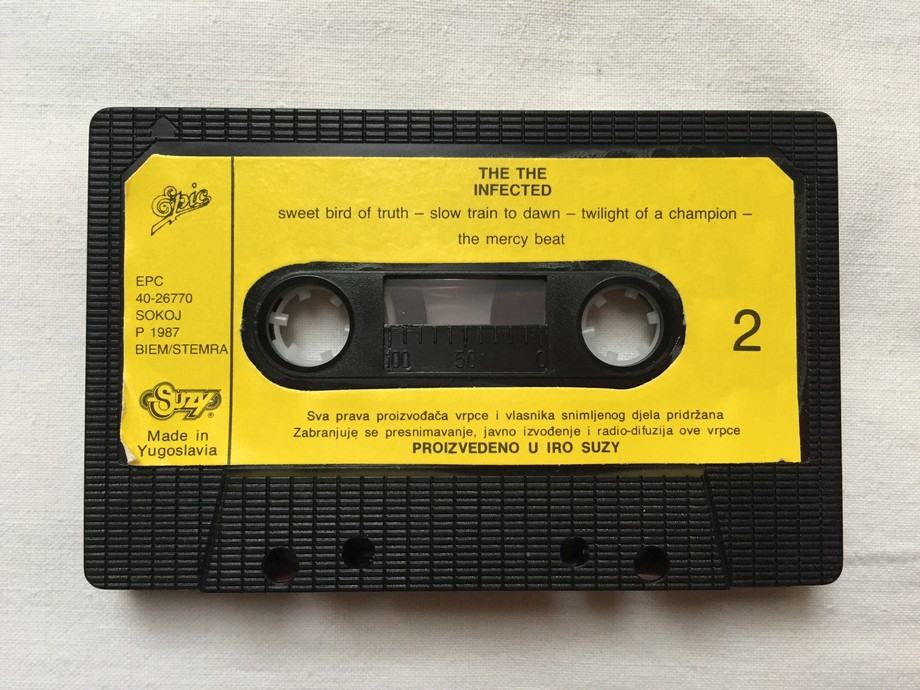 THE THE
INFECTED
sweet bird of truth – slow train to dawn – twilight of a champion –
the mercy beat
Epic
EPC
40-26770
SOKOJ
P 1987
BIEM/STEMRA
100 50 0
2
SUZY®
Made in
Yugoslavia
Sva prava proizvođača vrpce i vlasnika snimljenog djela pridržana
Zabranjuje se presnimavanje, javno izvođenje i radio-difuzija ove vrpce
PROIZVEDENO U IRO SUZY